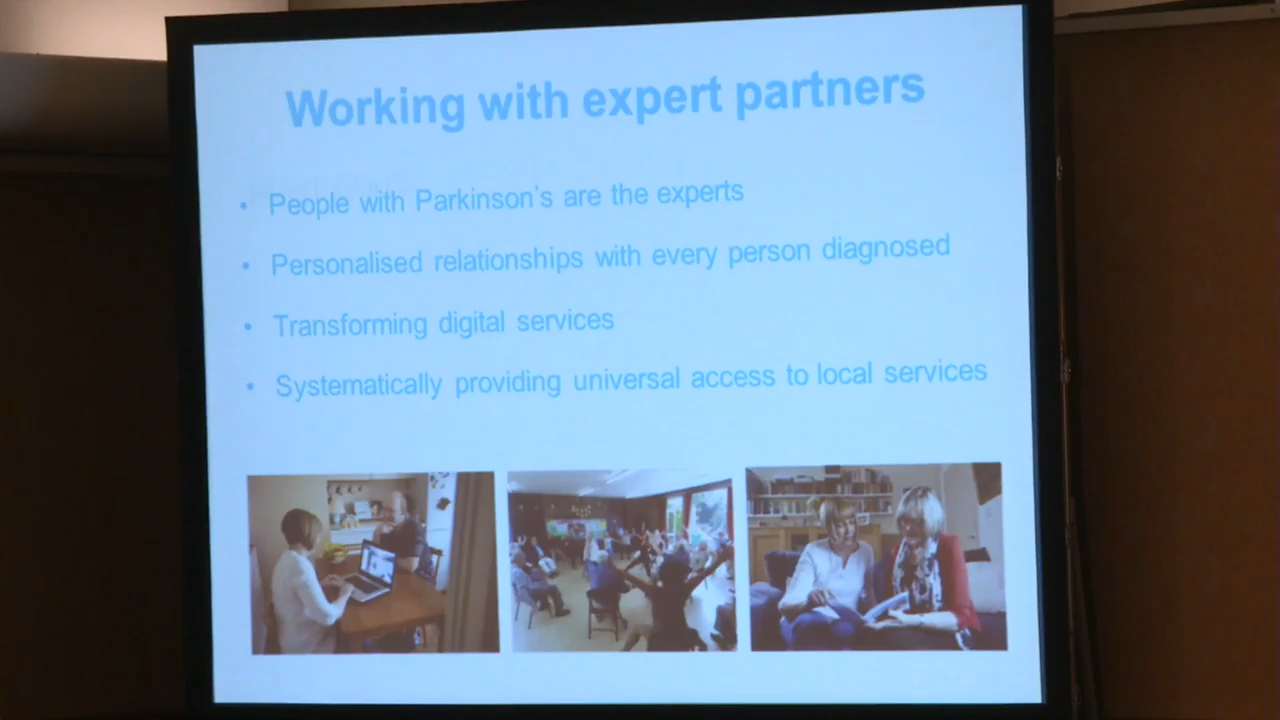 Working with expert partners
• People with Parkinson's are the experts
• Personalised relationships with every person diagnosed
• Transforming digital services
• Systematically providing universal access to local services